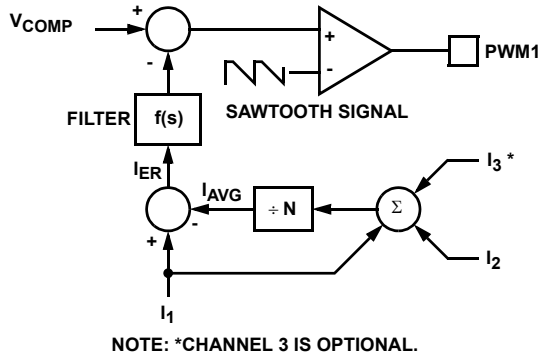 V_COMP
+
-
+
-
PWM1
SAWTOOTH SIGNAL
FILTER
f(s)
I_ER
I_AVG
÷ N
Σ
I_3 *
I_2
+
-
I_1
NOTE: *CHANNEL 3 IS OPTIONAL.